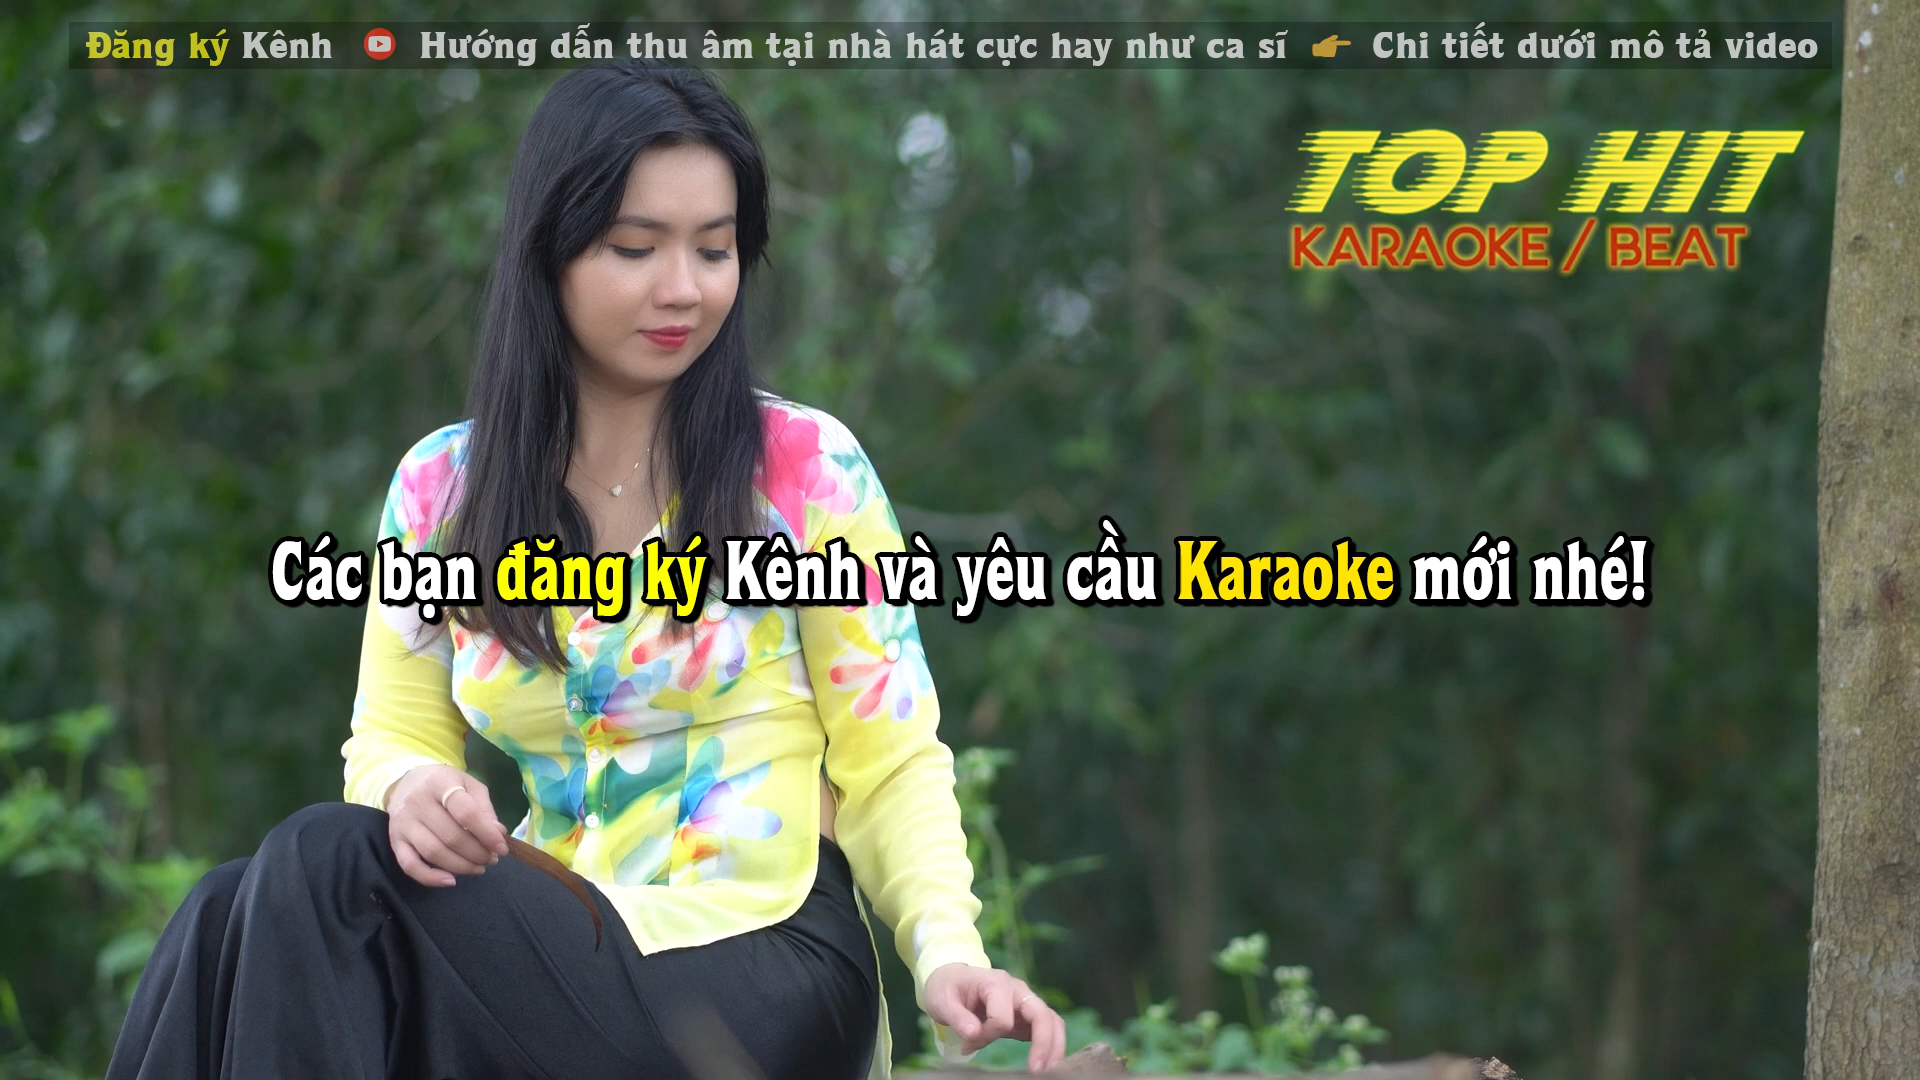 Đăng ký Kênh Hướng dẫn thu âm tại nhà hát cực hay như ca sĩ 👉 Chi tiết dưới mô tả video
TOP HIT
KARAOKE / BEAT
Các bạn đăng ký Kênh và yêu cầu Karaoke mới nhé!